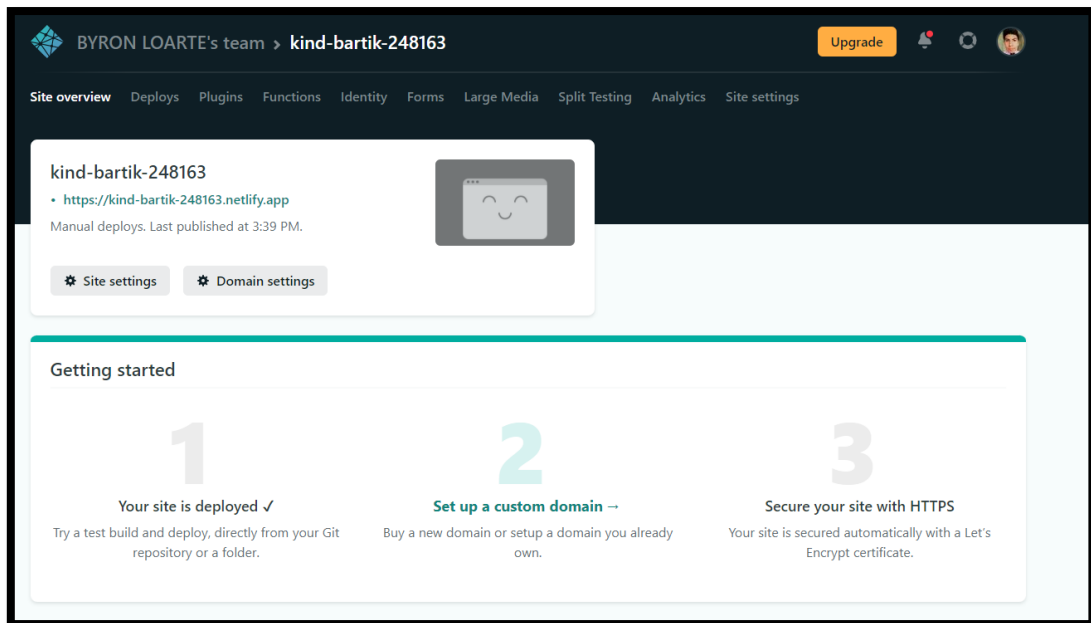 BYRON LOARTE's team > kind-bartik-248163
Upgrade
Site overview Deploys Plugins Functions Identity Forms Large Media Split Testing Analytics Site settings
kind-bartik-248163
• https://kind-bartik-248163.netlify.app
Manual deploys. Last published at 3:39 PM.
Site settings Domain settings
Getting started
1
Your site is deployed ✓
Try a test build and deploy, directly from your Git
repository or a folder.
2
Set up a custom domain →
Buy a new domain or setup a domain you already
own.
3
Secure your site with HTTPS
Your site is secured automatically with a Let's
Encrypt certificate.